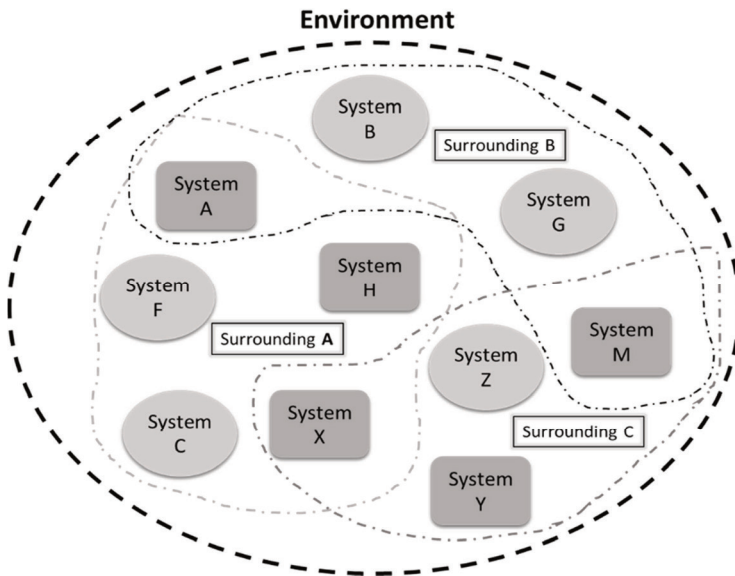 Environment
System
B
Surrounding B
System
A
System
G
System
H
System
F
Surrounding A
System
M
System
Z
System
C
System
X
Surrounding C
System
Y